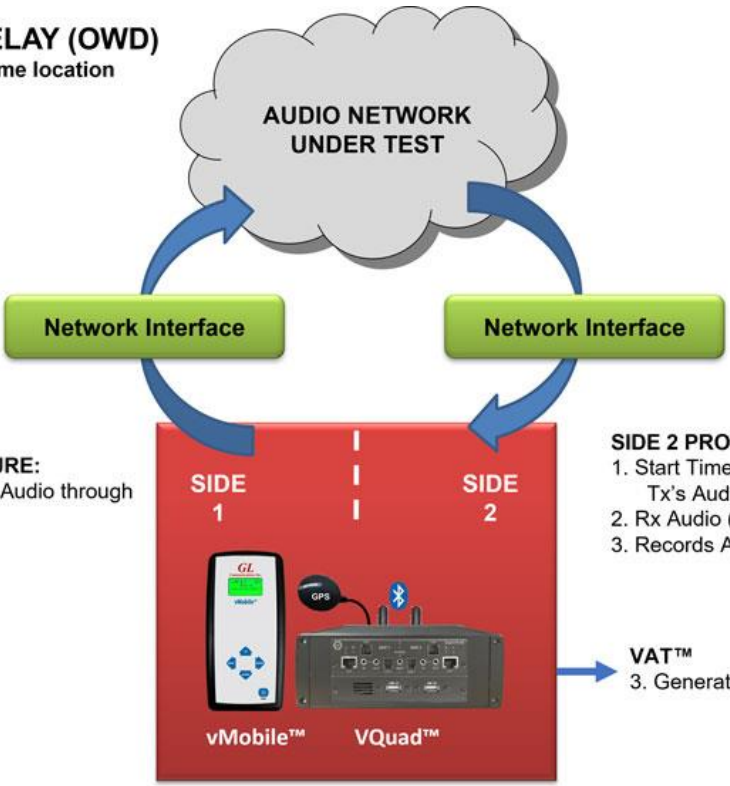 ELAY (OWD)
me location
AUDIO NETWORK
UNDER TEST
Network Interface
Network Interface
URE:
Audio through
SIDE
1
SIDE
2
SIDE 2 PRO
1. Start Time
Tx's Aud
2. Rx Audio (
3. Records A
GL
vMobile™
GPS
VAT™
3. Generat
vMobile™
VQuad™